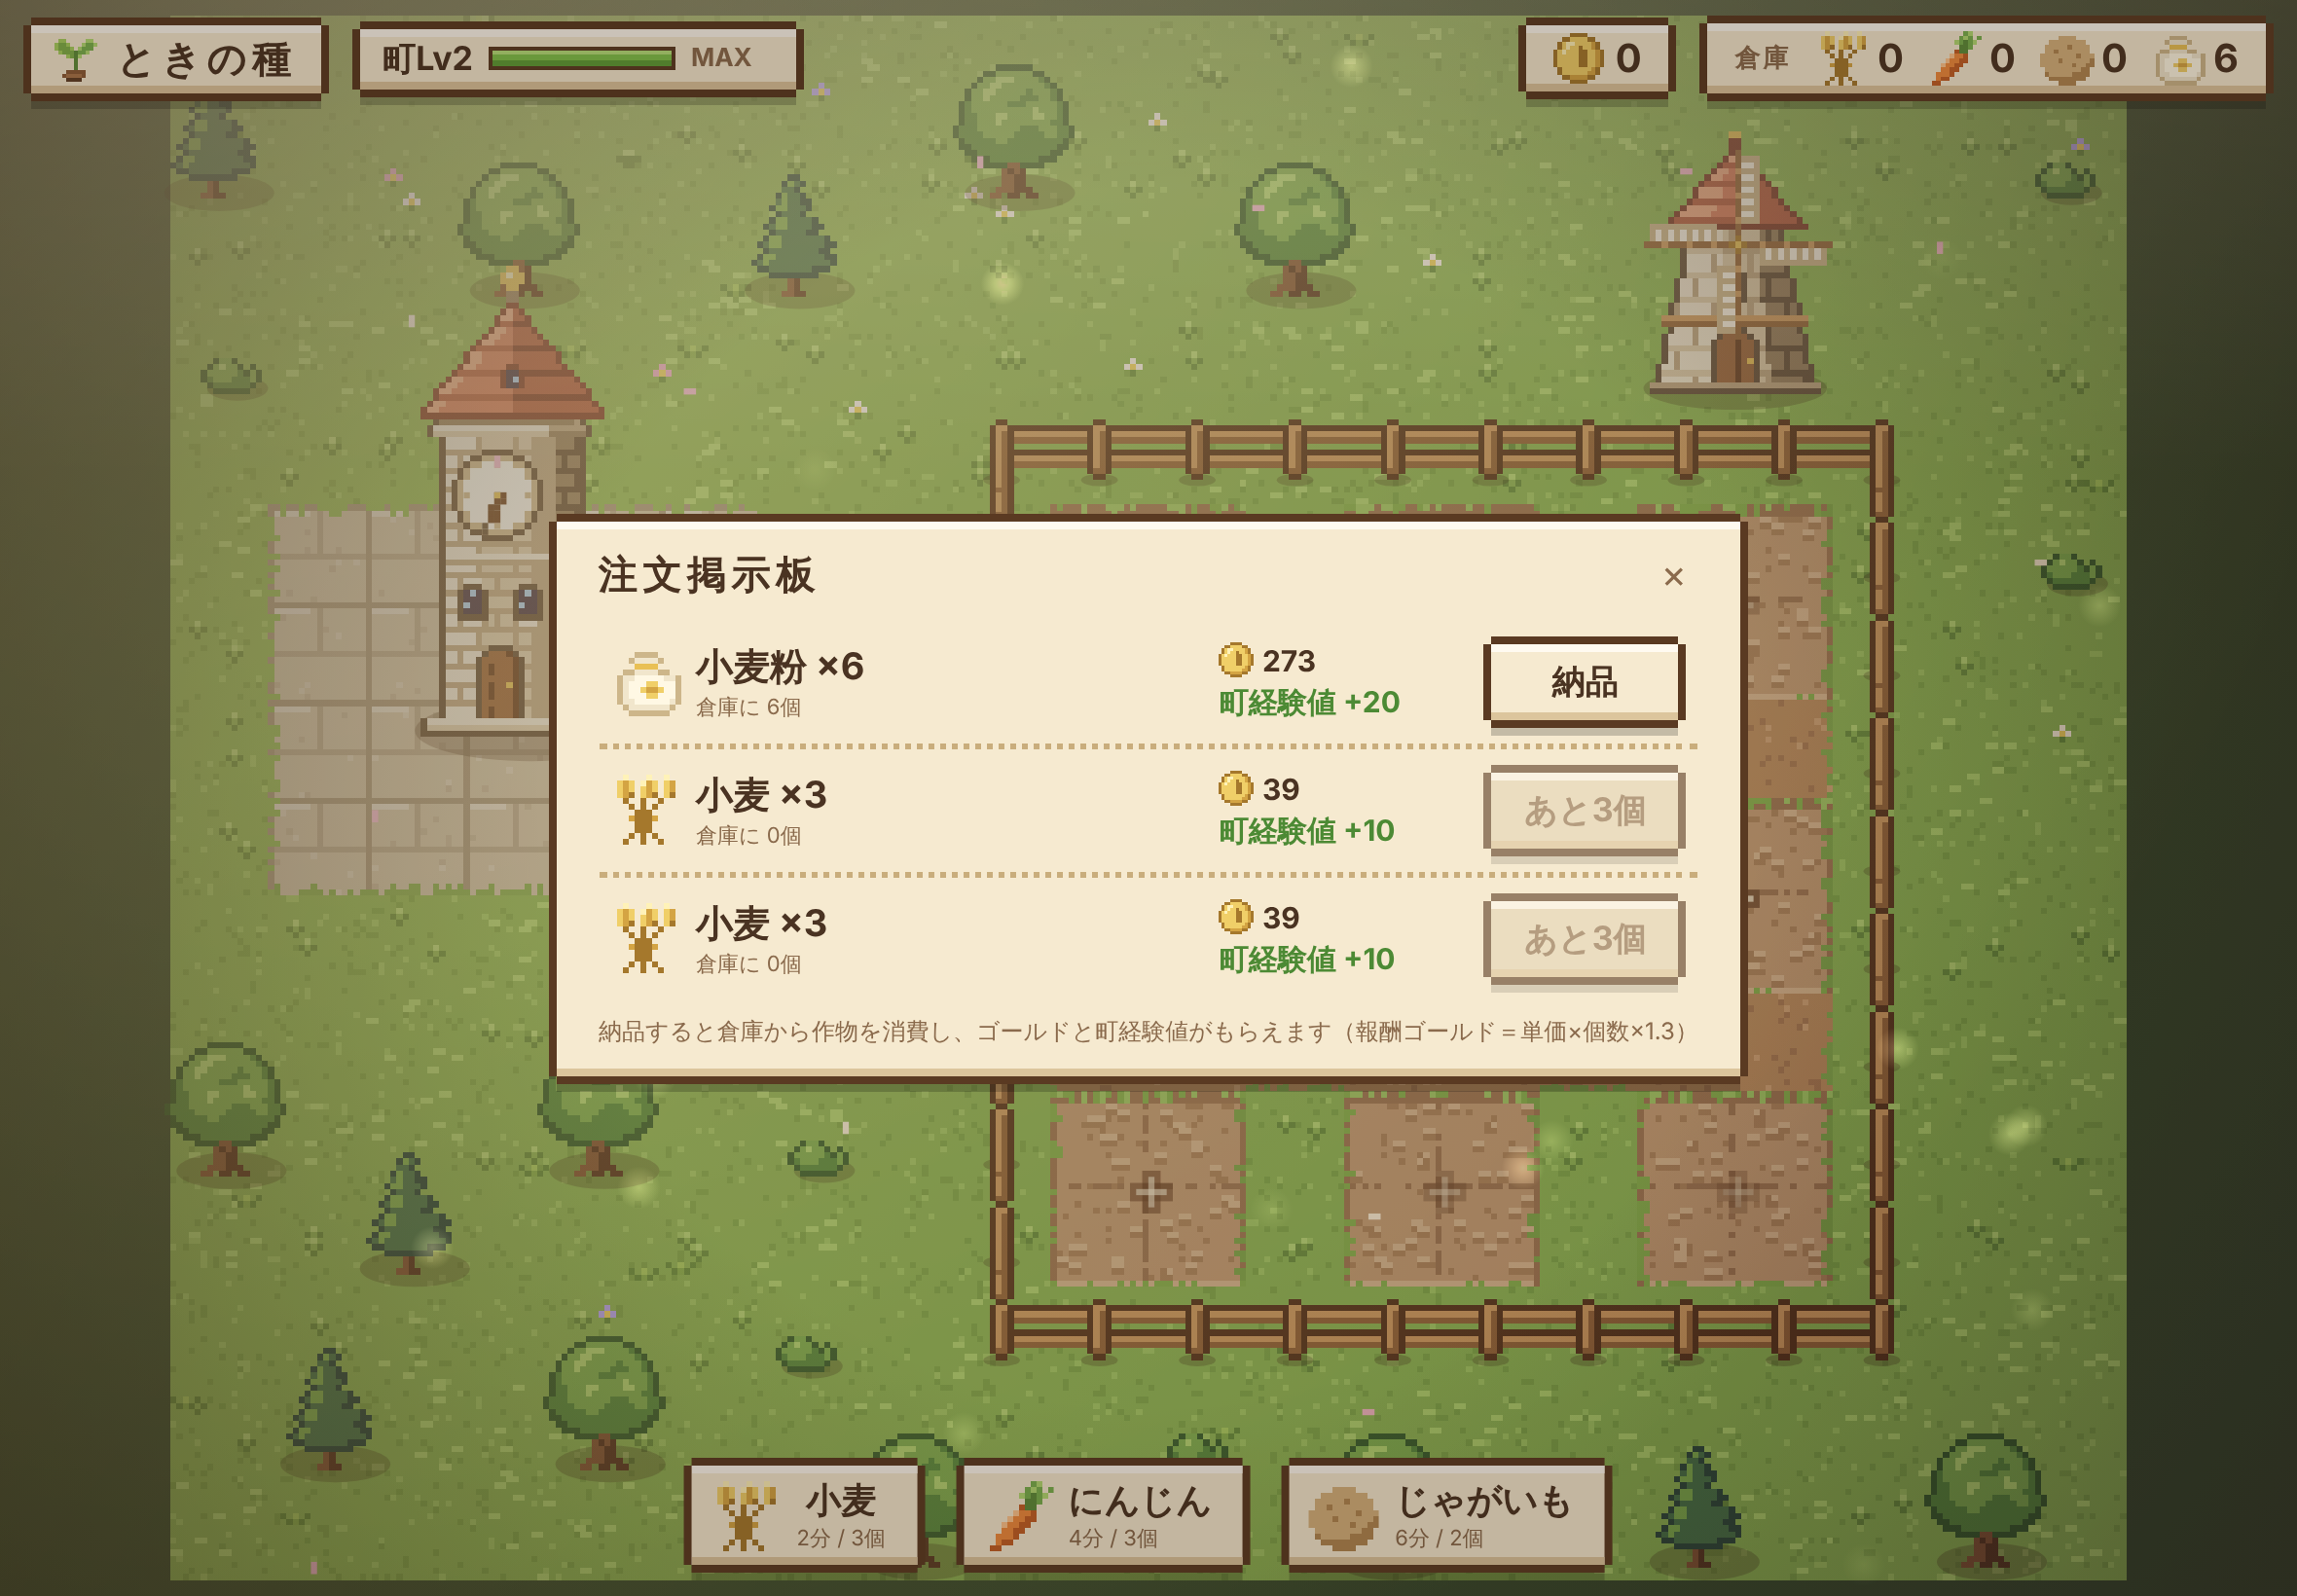 ときの種
町Lv2 MAX
0
倉庫 0 0 0 6
注文掲示板 ×
小麦粉 ×6
倉庫に 6個
273
町経験値 +20
納品
小麦 ×3
倉庫に 0個
39
町経験値 +10
あと3個
小麦 ×3
倉庫に 0個
39
町経験値 +10
あと3個
納品すると倉庫から作物を消費し、ゴールドと町経験値がもらえます（報酬ゴールド＝単価×個数×1.3）
小麦
2分 / 3個
にんじん
4分 / 3個
じゃがいも
6分 / 2個